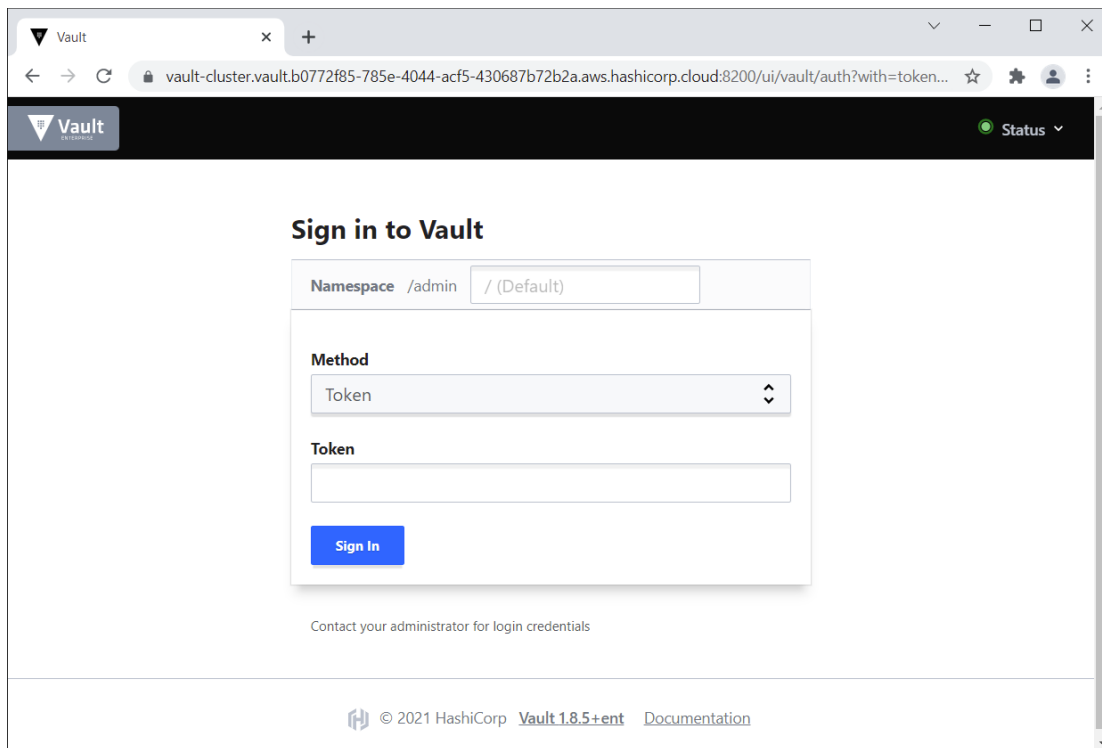 Vault
vault-cluster.vault.b0772f85-785e-4044-acf5-430687b72b2a.aws.hashicorp.cloud:8200/ui/vault/auth?with=token...
Vault
ENTERPRISE
Status
Sign in to Vault
Namespace /admin / (Default)
Method
Token
Token
Sign In
Contact your administrator for login credentials
© 2021 HashiCorp Vault 1.8.5+ent Documentation